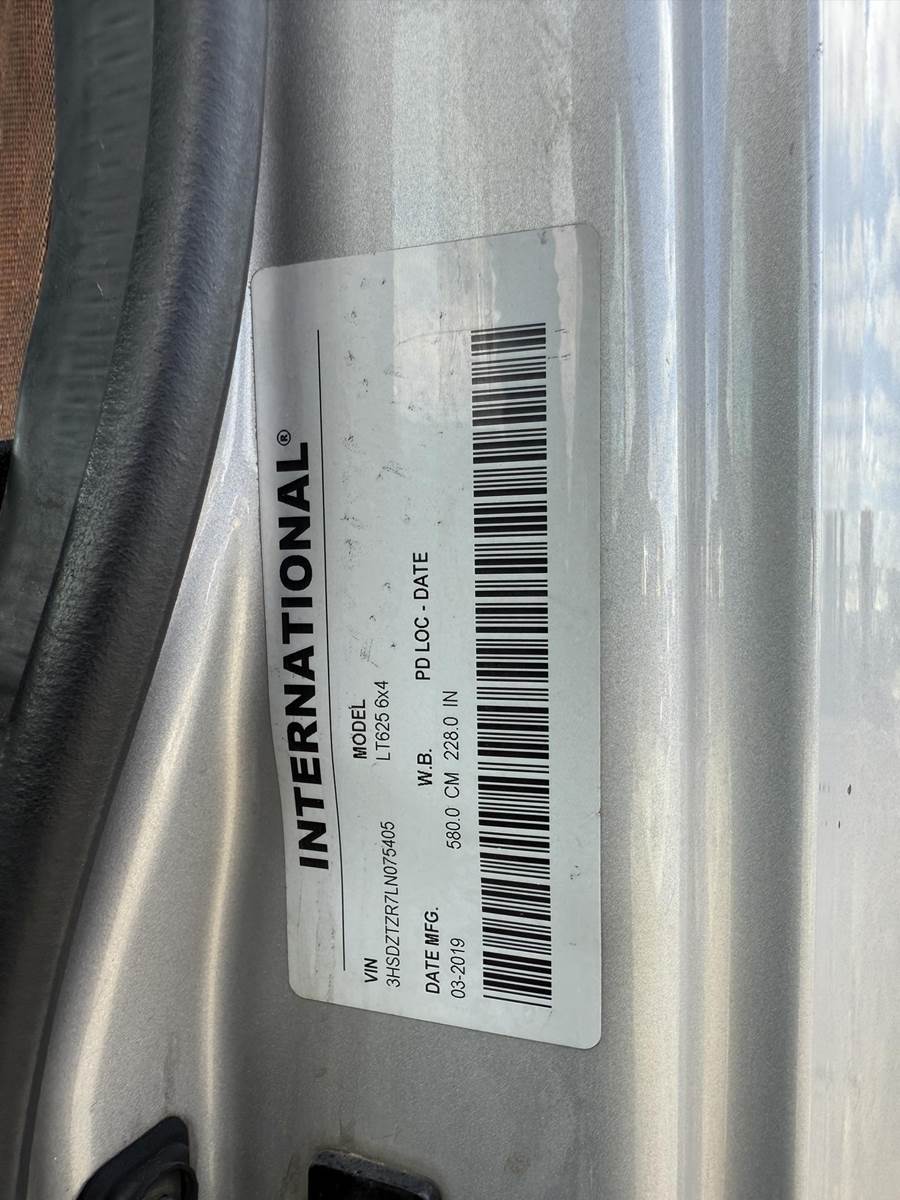 INTERNATIONAL®
VIN MODEL
3HSDZTZR7LN075405 LT625 6x4
DATE MFG. W.B. PD LOC - DATE
03-2019 580.0 CM 228.0 IN